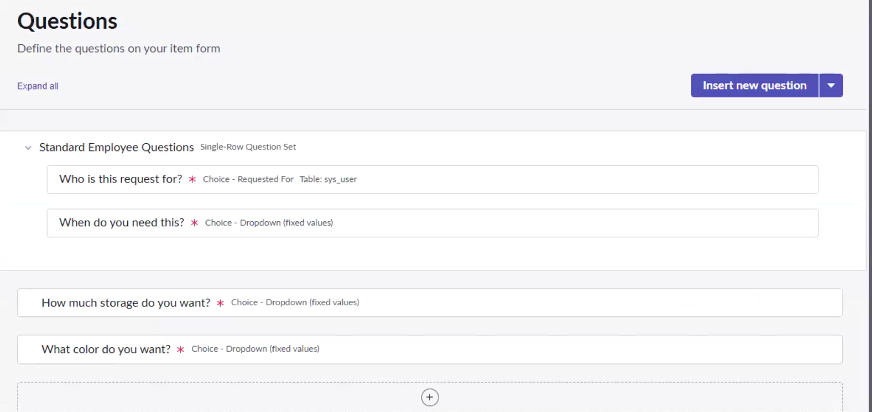 Questions
Define the questions on your item form
Expand all
Insert new question
Standard Employee Questions Single-Row Question Set
Who is this request for? * Choice - Requested For Table: sys_user
When do you need this? * Choice - Dropdown (fixed values)
How much storage do you want? * Choice - Dropdown (fixed values)
What color do you want? * Choice - Dropdown (fixed values)